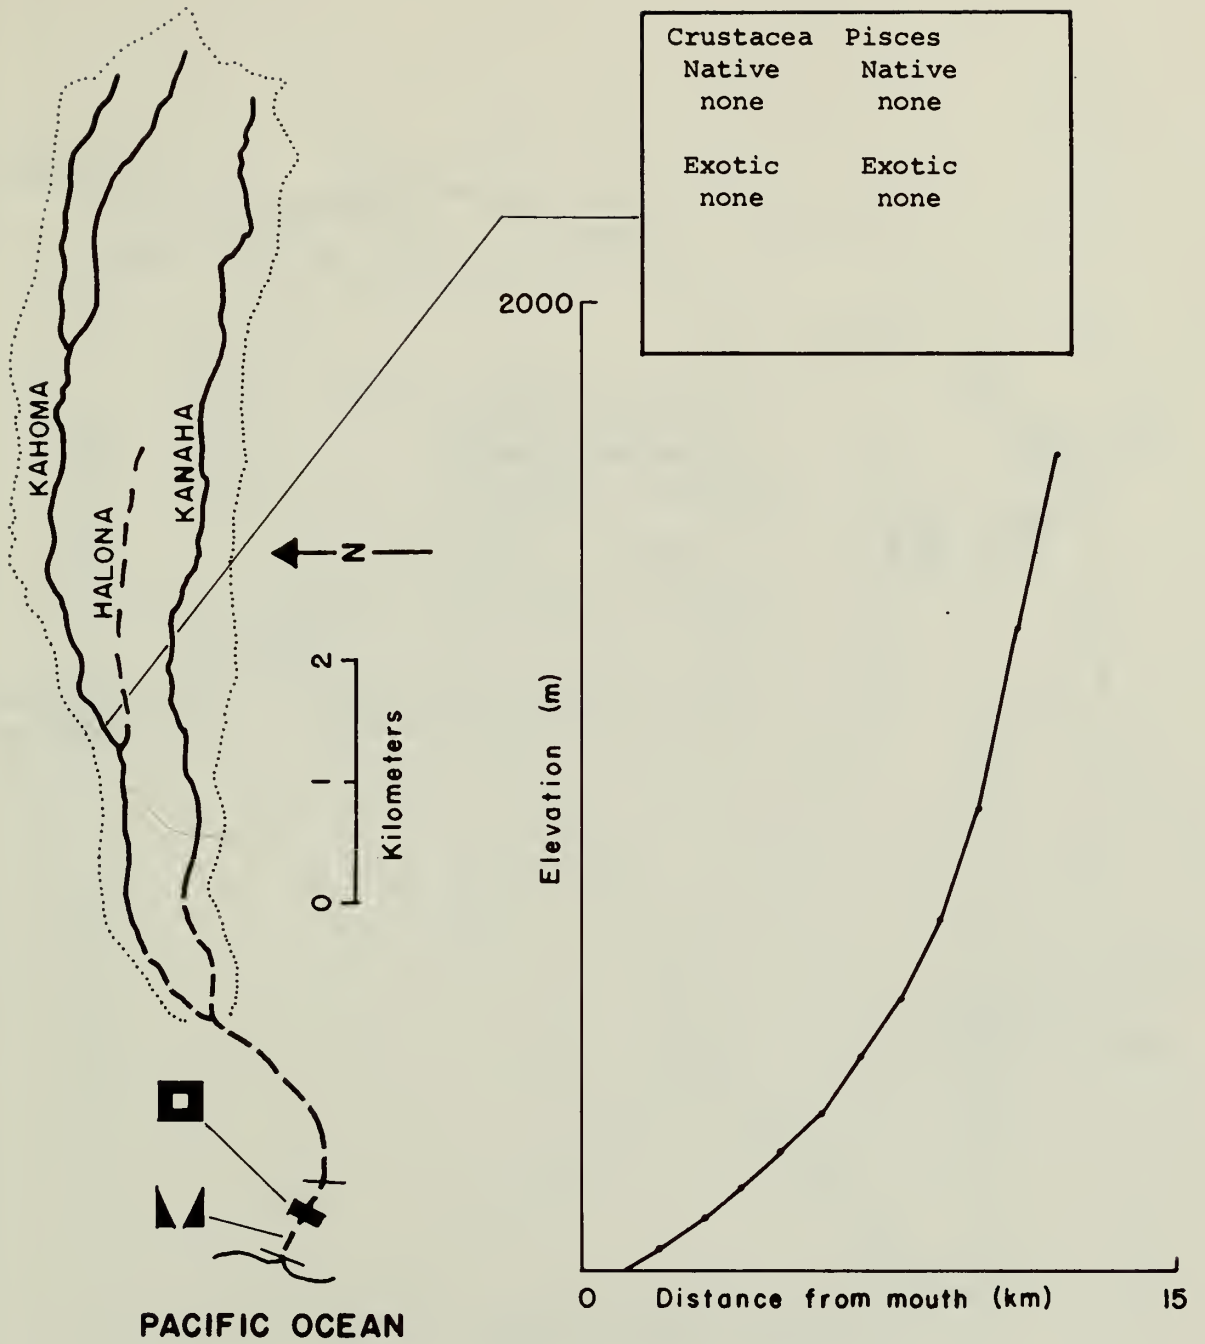 Crustacea Pisces
Native Native
none none
Exotic Exotic
none none
2000
KAHOMA
HALONA
KANAHA
N
2
1
0
Kilometers
Elevation (m)
0 Distance from mouth (km) 15
PACIFIC OCEAN